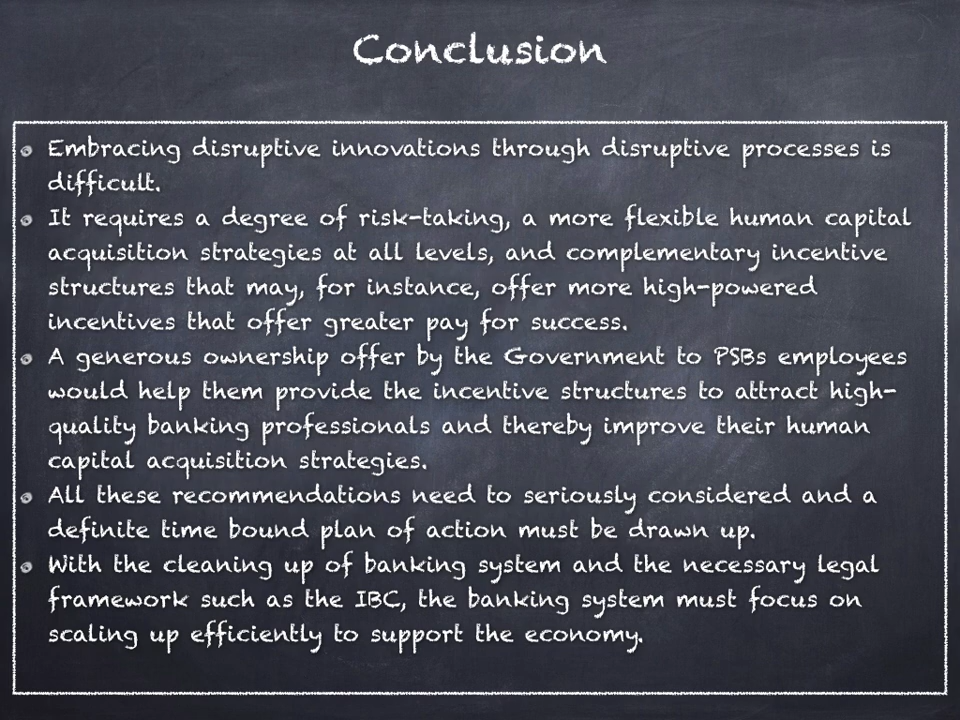 Conclusion
Embracing disruptive innovations through disruptive processes is
difficult.
It requires a degree of risk-taking, a more flexible human capital
acquisition strategies at all levels, and complementary incentive
structures that may, for instance, offer more high-powered
incentives that offer greater pay for success.
A generous ownership offer by the Government to PSBs employees
would help them provide the incentive structures to attract high-
quality banking professionals and thereby improve their human
capital acquisition strategies.
All these recommendations need to seriously considered and a
definite time bound plan of action must be drawn up.
With the cleaning up of banking system and the necessary legal
framework such as the IBC, the banking system must focus on
scaling up efficiently to support the economy.